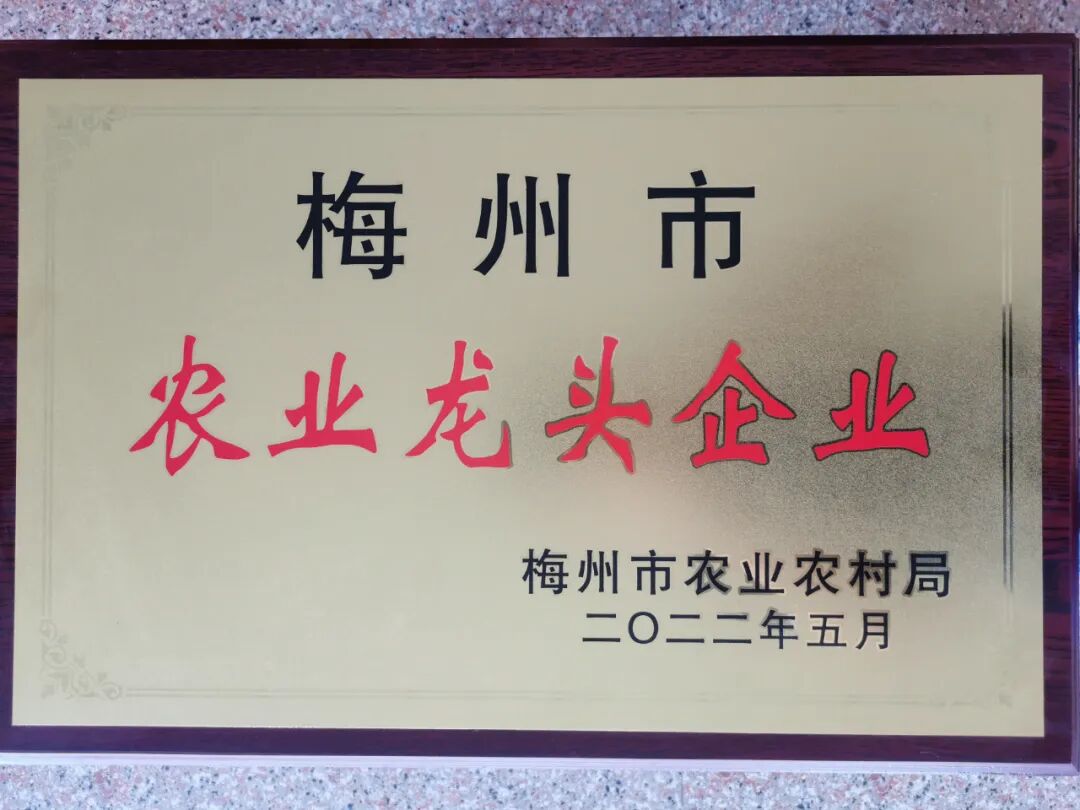 梅州市
农业龙头企业
梅州市农业农村局
二〇二二年五月